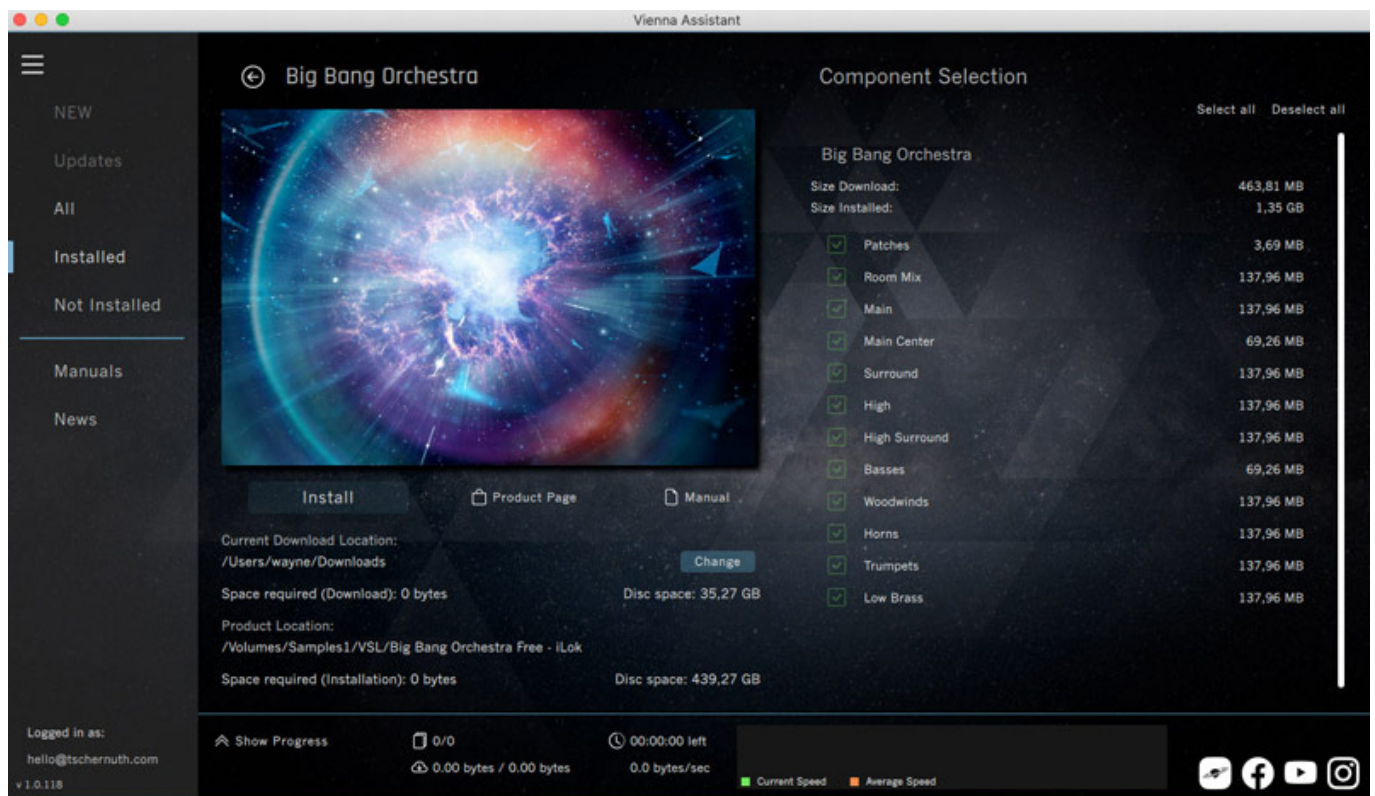 Vienna Assistant
NEW
Updates
All
Installed
Not Installed
Manuals
News
Logged in as:
hello@tschernuth.com
v 1.0.118
Big Bang Orchestra
Install
Product Page
Manual
Current Download Location:
/Users/wayne/Downloads
Change
Space required (Download): 0 bytes
Disc space: 35,27 GB
Product Location:
/Volumes/Samples1/VSL/Big Bang Orchestra Free - iLok
Space required (Installation): 0 bytes
Disc space: 439,27 GB
Component Selection
Select all Deselect all
Big Bang Orchestra
Size Download: 463,81 MB
Size Installed: 1,35 GB
Patches 3,69 MB
Room Mix 137,96 MB
Main 137,96 MB
Main Center 69,26 MB
Surround 137,96 MB
High 137,96 MB
High Surround 137,96 MB
Basses 69,26 MB
Woodwinds 137,96 MB
Horns 137,96 MB
Trumpets 137,96 MB
Low Brass 137,96 MB
Show Progress
0/0
0.00 bytes / 0.00 bytes
00:00:00 left
0.0 bytes/sec
Current Speed Average Speed